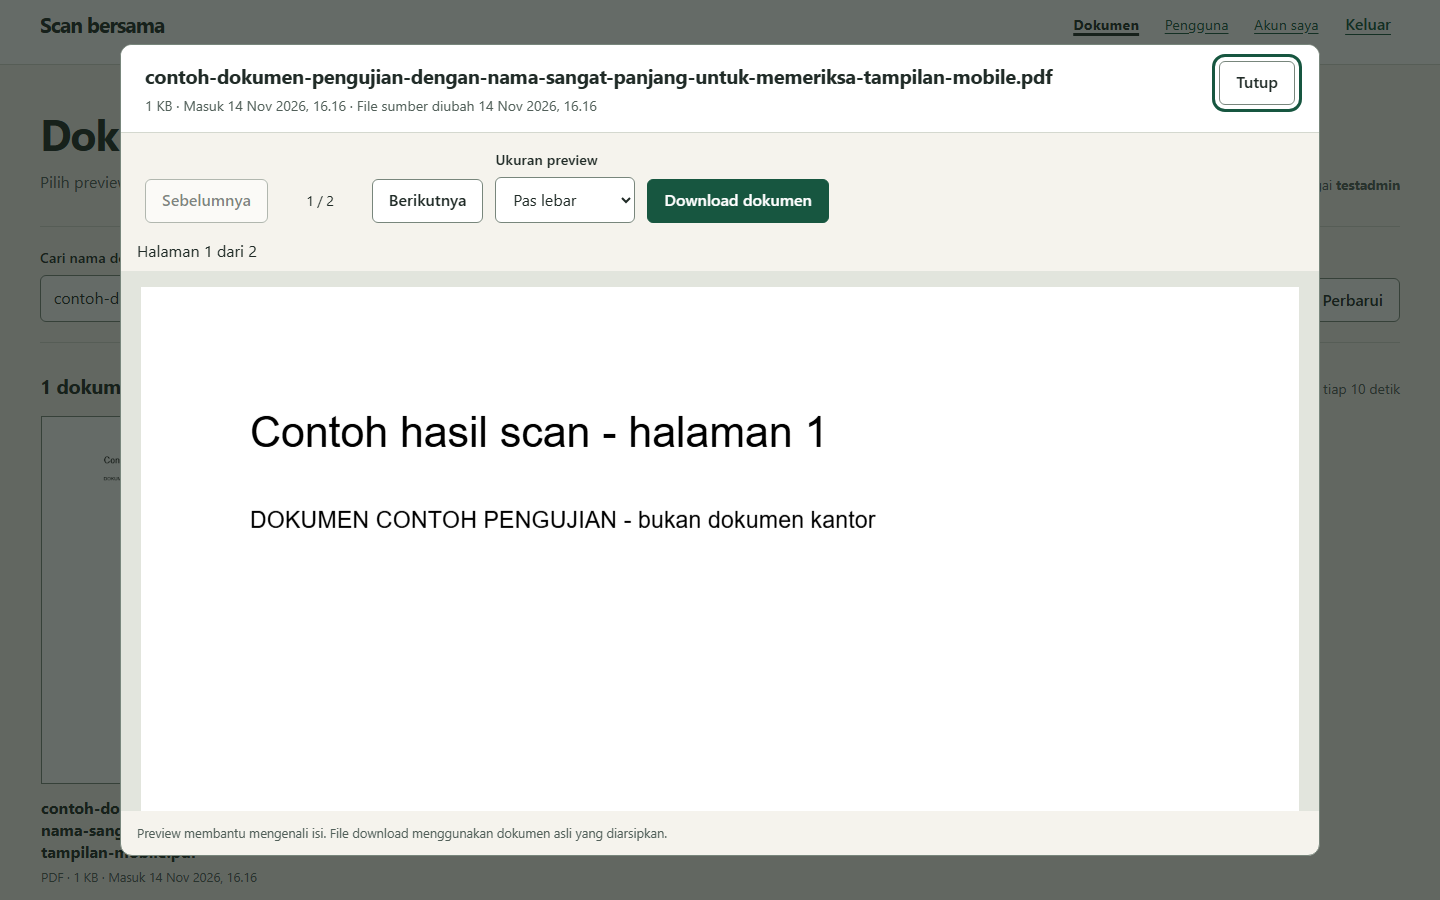 Scan bersama
Dokumen Pengguna Akun saya Keluar
contoh-dokumen-pengujian-dengan-nama-sangat-panjang-untuk-memeriksa-tampilan-mobile.pdf
1 KB · Masuk 14 Nov 2026, 16.16 · File sumber diubah 14 Nov 2026, 16.16
Tutup
Ukuran preview
Sebelumnya
1 / 2
Berikutnya
Pas lebar
Download dokumen
Halaman 1 dari 2
Contoh hasil scan - halaman 1
DOKUMEN CONTOH PENGUJIAN - bukan dokumen kantor
Preview membantu mengenali isi. File download menggunakan dokumen asli yang diarsipkan.
Pilih
testadmin
Cari nama
Perbarui
1 dokum
tiap 10 detik
contoh-do
nama-sang
PDF · 1 KB · Masuk 14 Nov 2026, 16.16